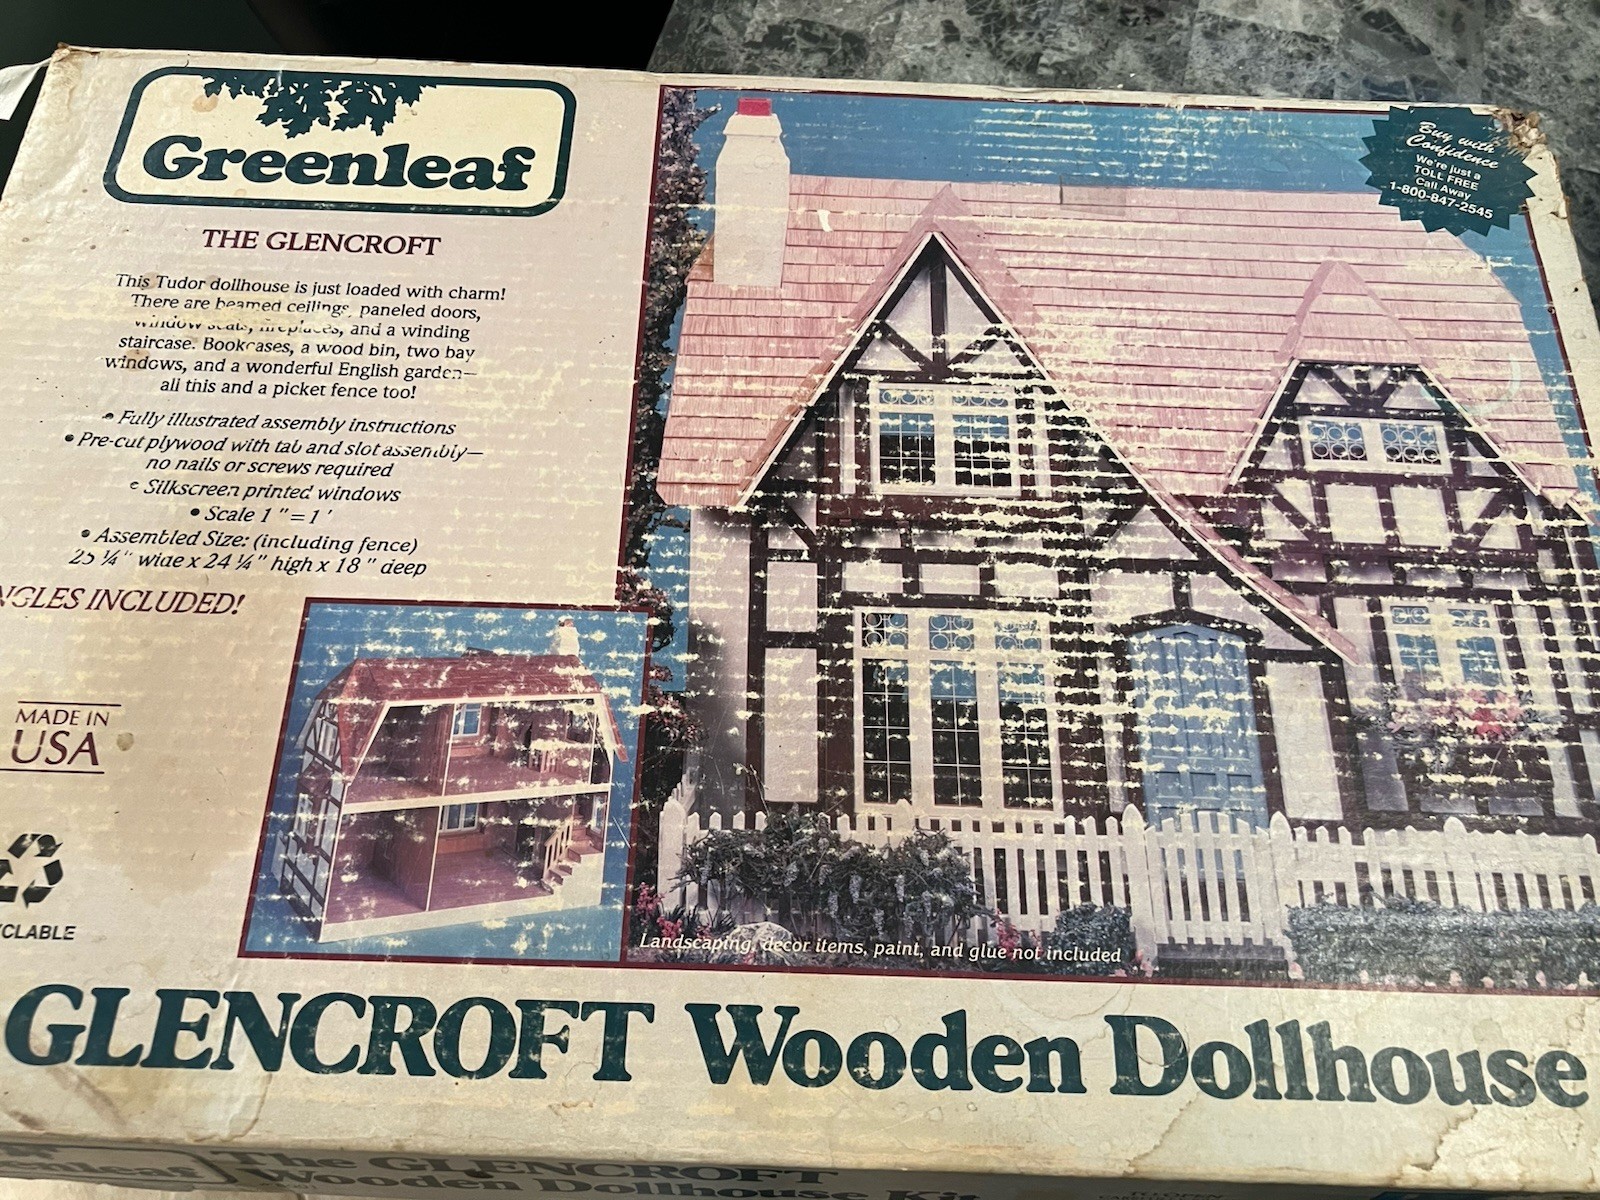 Greenleaf
THE GLENCROFT
This Tudor dollhouse is just loaded with charm!
There are beamed ceilings, paneled doors,
window seats, fireplaces, and a winding
staircase. Bookcases, a wood bin, two bay
windows, and a wonderful English garden—
all this and a picket fence too!
• Fully illustrated assembly instructions
• Pre-cut plywood with tab and slot assembly—
no nails or screws required
• Silkscreen printed windows
• Scale 1" = 1'
• Assembled Size: (including fence)
25 ¼" wide x 24 ¼" high x 18" deep
NGLES INCLUDED!
MADE IN
USA
CLABLE
Buy with
Confidence
We're just a
TOLL FREE
Call Away
1-800-847-2545
Landscaping, decor items, paint, and glue not included
GLENCROFT Wooden Dollhouse
enleaf
The GLENCROFT
Wooden Dollhouse Kit